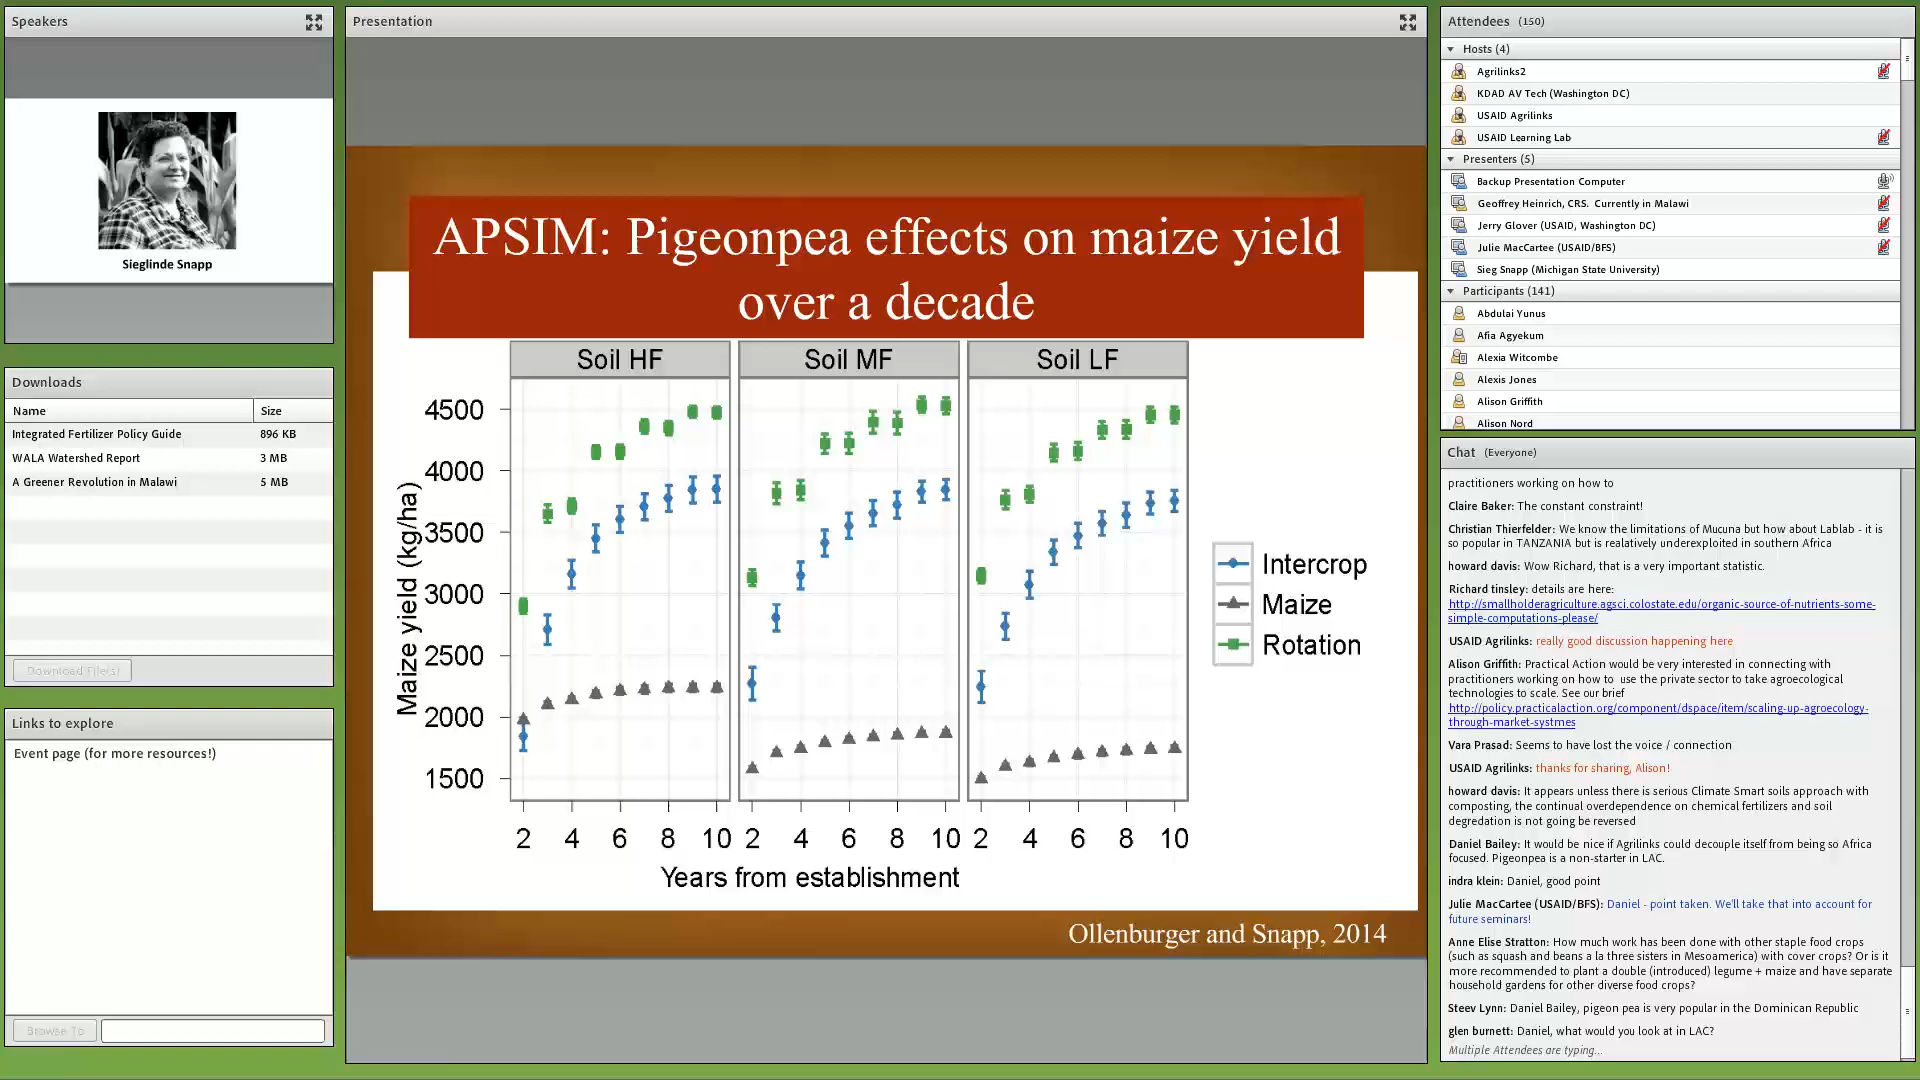 Speakers
Sieglinde Snapp
Downloads
Name Size
Integrated Fertilizer Policy Guide 896 KB
WALA Watershed Report 3 MB
A Greener Revolution in Malawi 5 MB
Download File(s)
Links to explore
Event page (for more resources!)
Browse To
Presentation
APSIM: Pigeonpea effects on maize yield
over a decade
Soil HF Soil MF Soil LF
Maize yield (kg/ha)
4500
4000
3500
3000
2500
2000
1500
2 4 6 8 10 2 4 6 8 10 2 4 6 8 10
Years from establishment
Intercrop
Maize
Rotation
Ollenburger and Snapp, 2014
Attendees (150)
Hosts (4)
Agrilinks2
KDAD AV Tech (Washington DC)
USAID Agrilinks
USAID Learning Lab
Presenters (5)
Backup Presentation Computer
Geoffrey Heinrich, CRS. Currently in Malawi
Jerry Glover (USAID, Washington DC)
Julie MacCartee (USAID/BFS)
Sieg Snapp (Michigan State University)
Participants (141)
Abdulai Yunus
Afia Agyekum
Alexia Witcombe
Alexis Jones
Alison Griffith
Alison Nord
Chat (Everyone)
practitioners working on how to
Claire Baker: The constant constraint!
Christian Thierfelder: We know the limitations of Mucuna but how about Lablab - it is
so popular in TANZANIA but is realatively underexploited in southern Africa
howard davis: Wow Richard, that is a very important statistic.
Richard tinsley: details are here:
http://smallholderagriculture.agsci.colostate.edu/organic-source-of-nutrients-some-
simple-computations-please/
USAID Agrilinks: really good discussion happening here
Alison Griffith: Practical Action would be very interested in connecting with
practitioners working on how to use the private sector to take agroecological
technologies to scale. See our brief
http://policy.practicalaction.org/component/dspace/item/scaling-up-agroecology-
through-market-systmes
Vara Prasad: Seems to have lost the voice / connection
USAID Agrilinks: thanks for sharing, Alison!
howard davis: It appears unless there is serious Climate Smart soils approach with
composting, the continual overdependence on chemical fertilizers and soil
degredation is not going be reversed
Daniel Bailey: It would be nice if Agrilinks could decouple itself from being so Africa
focused. Pigeonpea is a non-starter in LAC.
indra klein: Daniel, good point
Julie MacCartee (USAID/BFS): Daniel - point taken. We'll take that into account for
future seminars!
Anne Elise Stratton: How much work has been done with other staple food crops
(such as squash and beans a la three sisters in Mesoamerica) with cover crops? Or is it
more recommended to plant a double (introduced) legume + maize and have separate
household gardens for other diverse food crops?
Steev Lynn: Daniel Bailey, pigeon pea is very popular in the Dominican Republic
glen burnett: Daniel, what would you look at in LAC?
Multiple Attendees are typing...